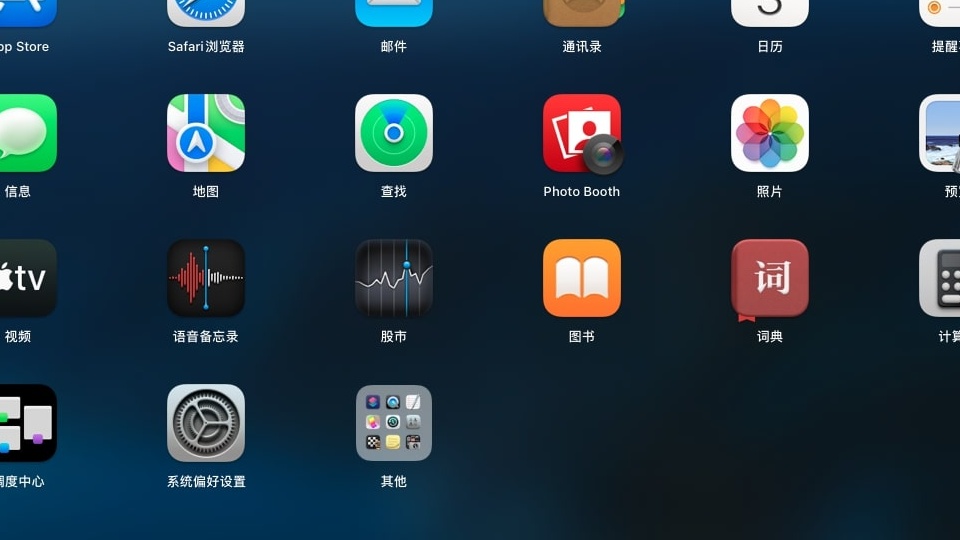 pp Store
Safari浏览器
邮件
通讯录
日历
提醒
信息
地图
查找
Photo Booth
照片
预
tv
词
视频
语音备忘录
股市
图书
词典
计算
度中心
系统偏好设置
其他